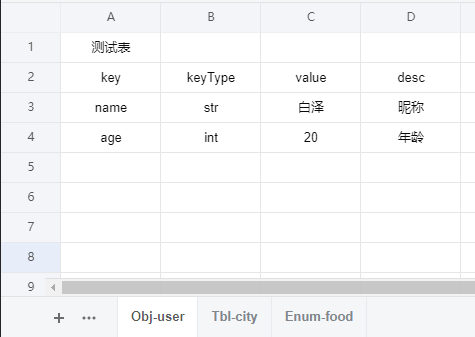 A B C D
1 测试表
2 key keyType value desc
3 name str 白泽 昵称
4 age int 20 年龄
5
6
7
8
9
+ ••• Obj-user Tbl-city Enum-food